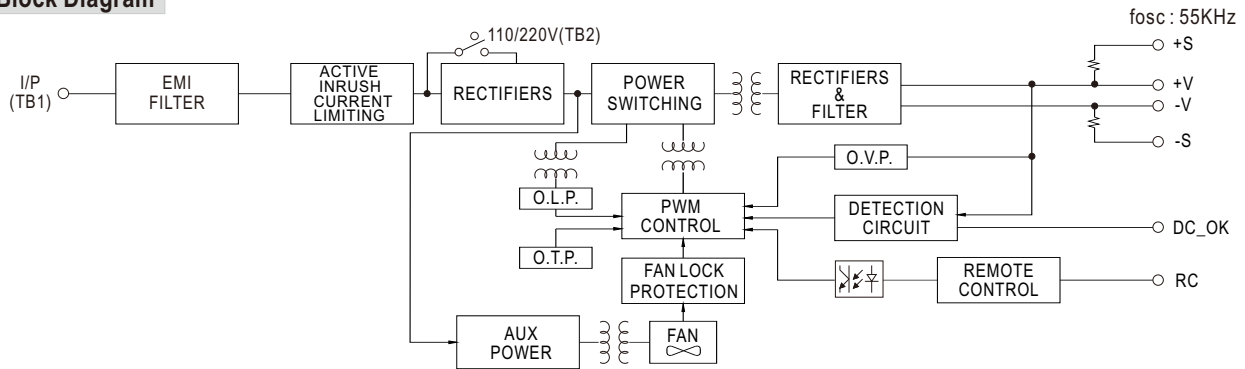 Block Diagram
fosc : 55KHz
110/220V(TB2)
I/P
(TB1)
EMI
FILTER
ACTIVE
INRUSH
CURRENT
LIMITING
RECTIFIERS
POWER
SWITCHING
RECTIFIERS
&
FILTER
+S
+V
-V
-S
O.V.P.
O.L.P.
PWM
CONTROL
DETECTION
CIRCUIT
DC_OK
O.T.P.
FAN LOCK
PROTECTION
REMOTE
CONTROL
RC
AUX
POWER
FAN